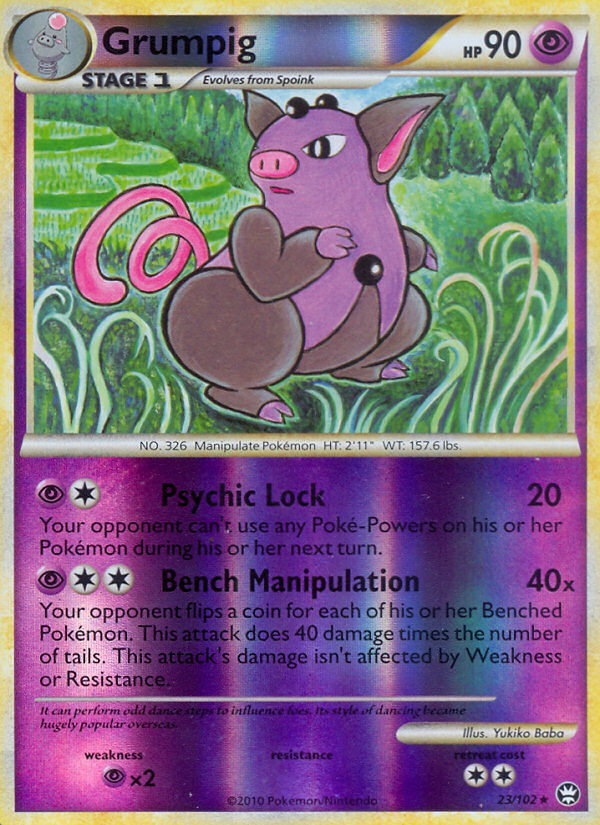 Grumpig
HP 90
STAGE 1
Evolves from Spoink
NO. 326 Manipulate Pokémon HT: 2'11" WT: 157.6 lbs.
Psychic Lock 20
Your opponent can't use any Poké-Powers on his or her
Pokémon during his or her next turn.
Bench Manipulation 40x
Your opponent flips a coin for each of his or her Benched
Pokémon. This attack does 40 damage times the number
of tails. This attack's damage isn't affected by Weakness
or Resistance.
It can perform odd dance steps to influence foes. Its style of dancing became
hugely popular overseas.
Illus. Yukiko Baba
weakness resistance retreat cost
×2
©2010 Pokémon/Nintendo 23/102 ★